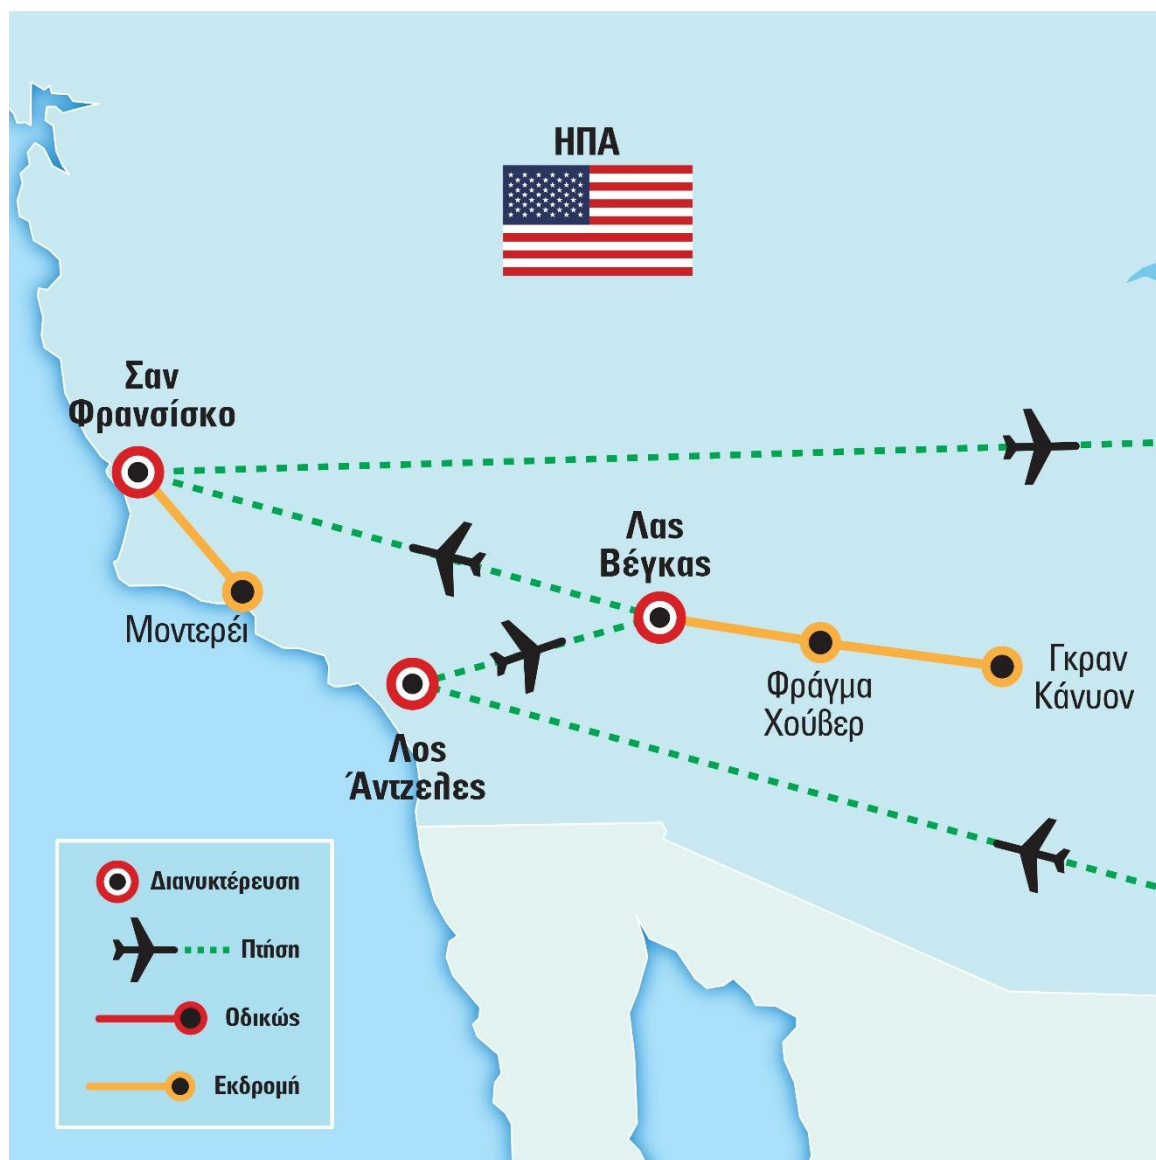 ΗΠΑ
Σαν
Φρανσίσκο
Λας
Βέγκας
Μοντερέι
Γκραν
Κάνυον
Φράγμα
Χούβερ
Λος
Άντζελες
Διανυκτέρευση
Πτήση
Οδικώς
Εκδρομή